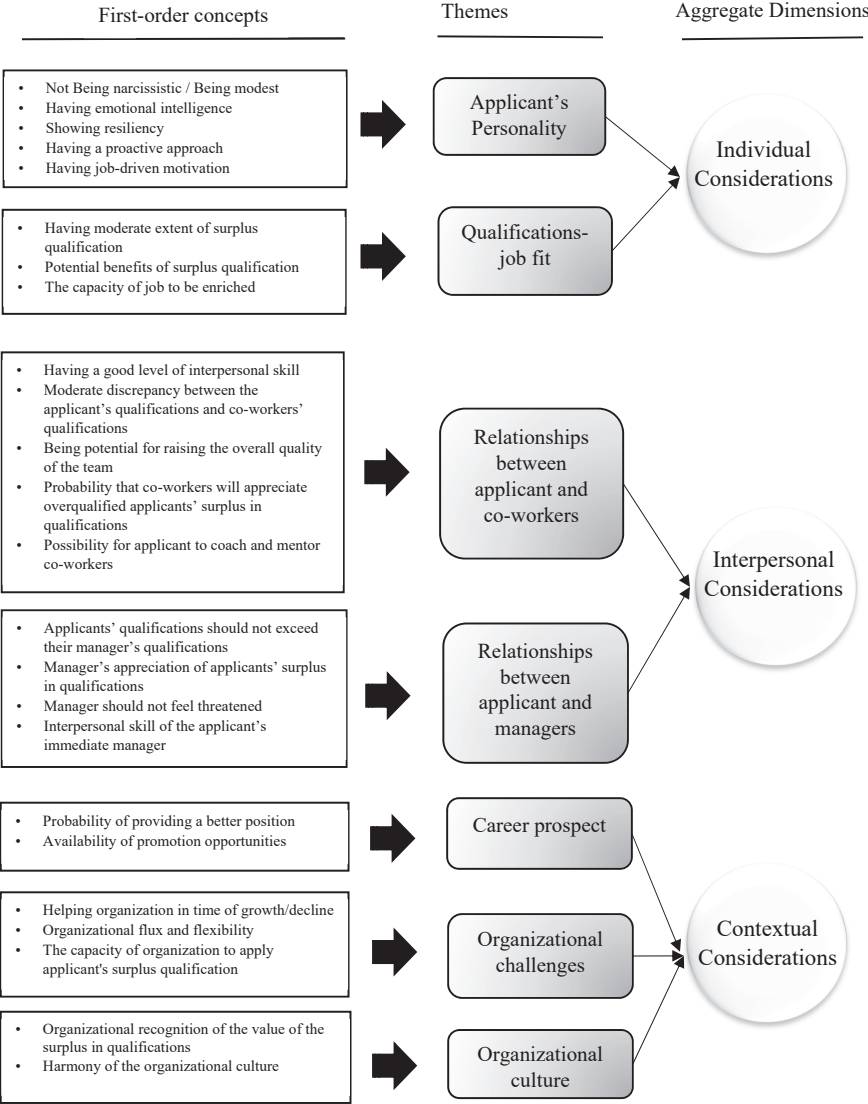 First-order concepts
Themes
Aggregate Dimensions
• Not Being narcissistic / Being modest
• Having emotional intelligence
• Showing resiliency
• Having a proactive approach
• Having job-driven motivation
Applicant's
Personality
Individual
Considerations
• Having moderate extent of surplus
qualification
• Potential benefits of surplus qualification
• The capacity of job to be enriched
Qualifications-
job fit
• Having a good level of interpersonal skill
• Moderate discrepancy between the
applicant's qualifications and co-workers'
qualifications
• Being potential for raising the overall quality
of the team
• Probability that co-workers will appreciate
overqualified applicants' surplus in
qualifications
• Possibility for applicant to coach and mentor
co-workers
Relationships
between
applicant and
co-workers
Interpersonal
Considerations
• Applicants' qualifications should not exceed
their manager's qualifications
• Manager's appreciation of applicants' surplus
in qualifications
• Manager should not feel threatened
• Interpersonal skill of the applicant's
immediate manager
Relationships
between
applicant and
managers
• Probability of providing a better position
• Availability of promotion opportunities
Career prospect
• Helping organization in time of growth/decline
• Organizational flux and flexibility
• The capacity of organization to apply
applicant's surplus qualification
Organizational
challenges
Contextual
Considerations
• Organizational recognition of the value of the
surplus in qualifications
• Harmony of the organizational culture
Organizational
culture